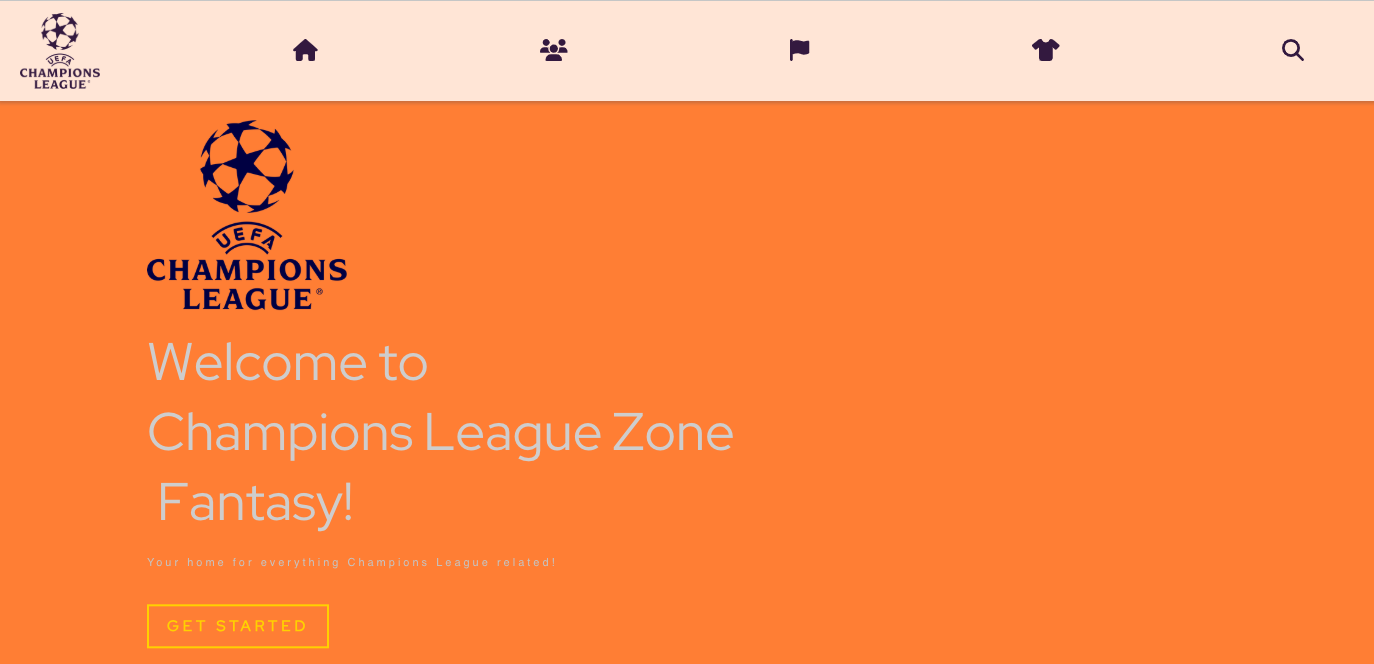 UEFA
CHAMPIONS
LEAGUE
UEFA
CHAMPIONS
LEAGUE®
Welcome to
Champions League Zone
Fantasy!
Your home for everything Champions League related!
GET STARTED